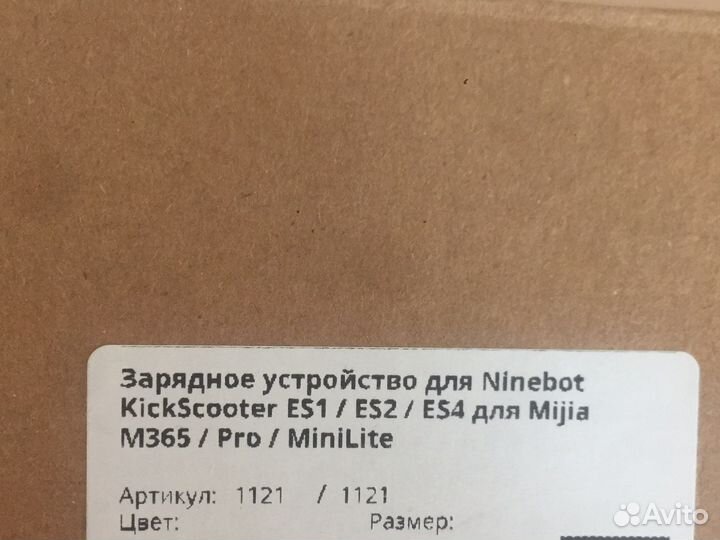 Зарядное устройство для Ninebot
KickScooter ES1 / ES2 / ES4 для Mijia
M365 / Pro / MiniLite
Артикул: 1121 / 1121
Цвет: Размер:
Avito